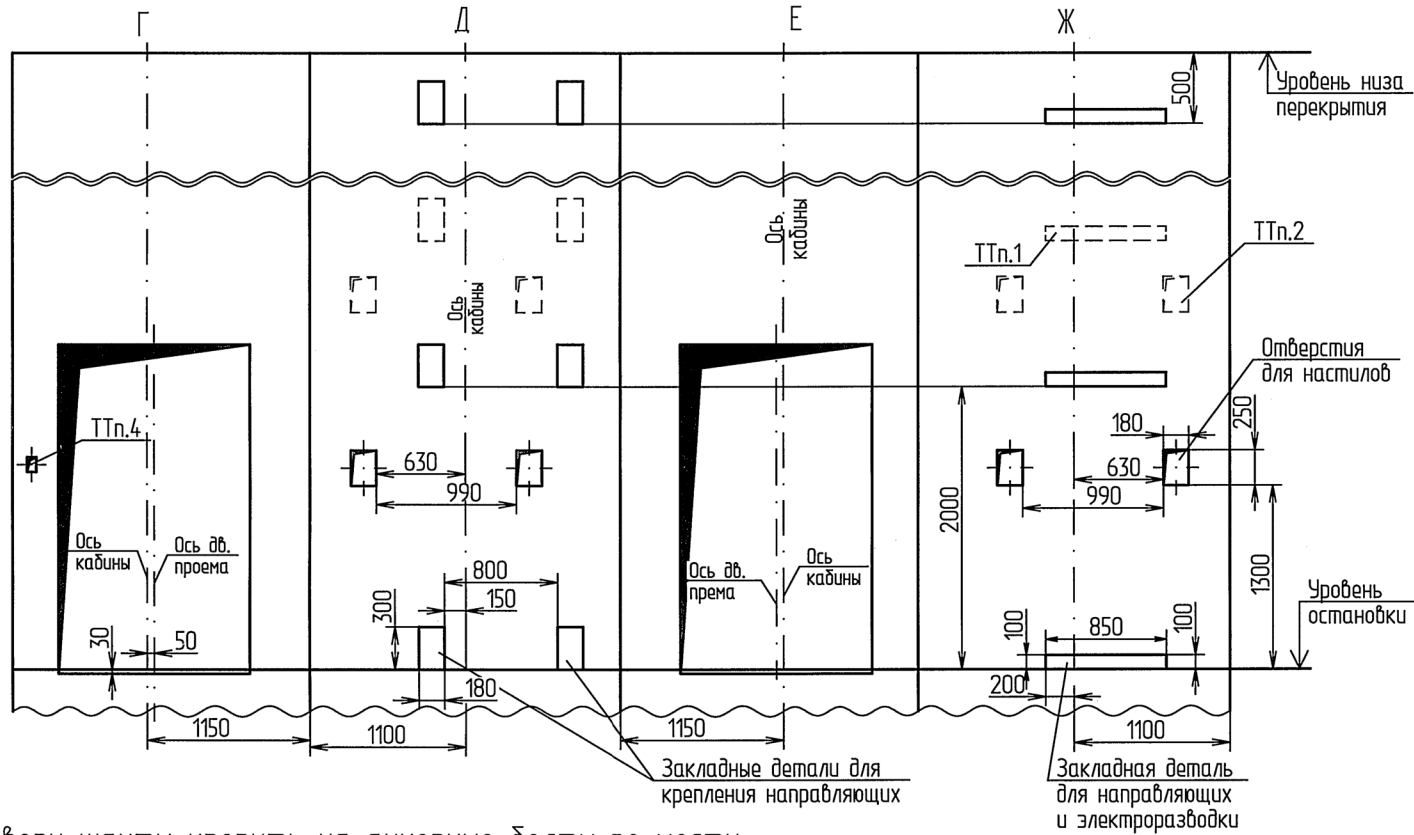 Г
Д
Е
Ж
Уровень низа
перекрытия
500
Ось
кабины
Ось
кабины
ТТп.1
ТТп.2
Отверстия
для настилов
ТТп.4
180
250
630
990
630
990
2000
1300
Ось
кабины
Ось дв.
проема
800
150
300
30
50
180
Ось дв.
према
Ось
кабины
Уровень
остановки
100
850
100
200
1150
1100
1150
1100
Закладные детали для
крепления направляющих
Закладная деталь
для направляющих
и электроразводки